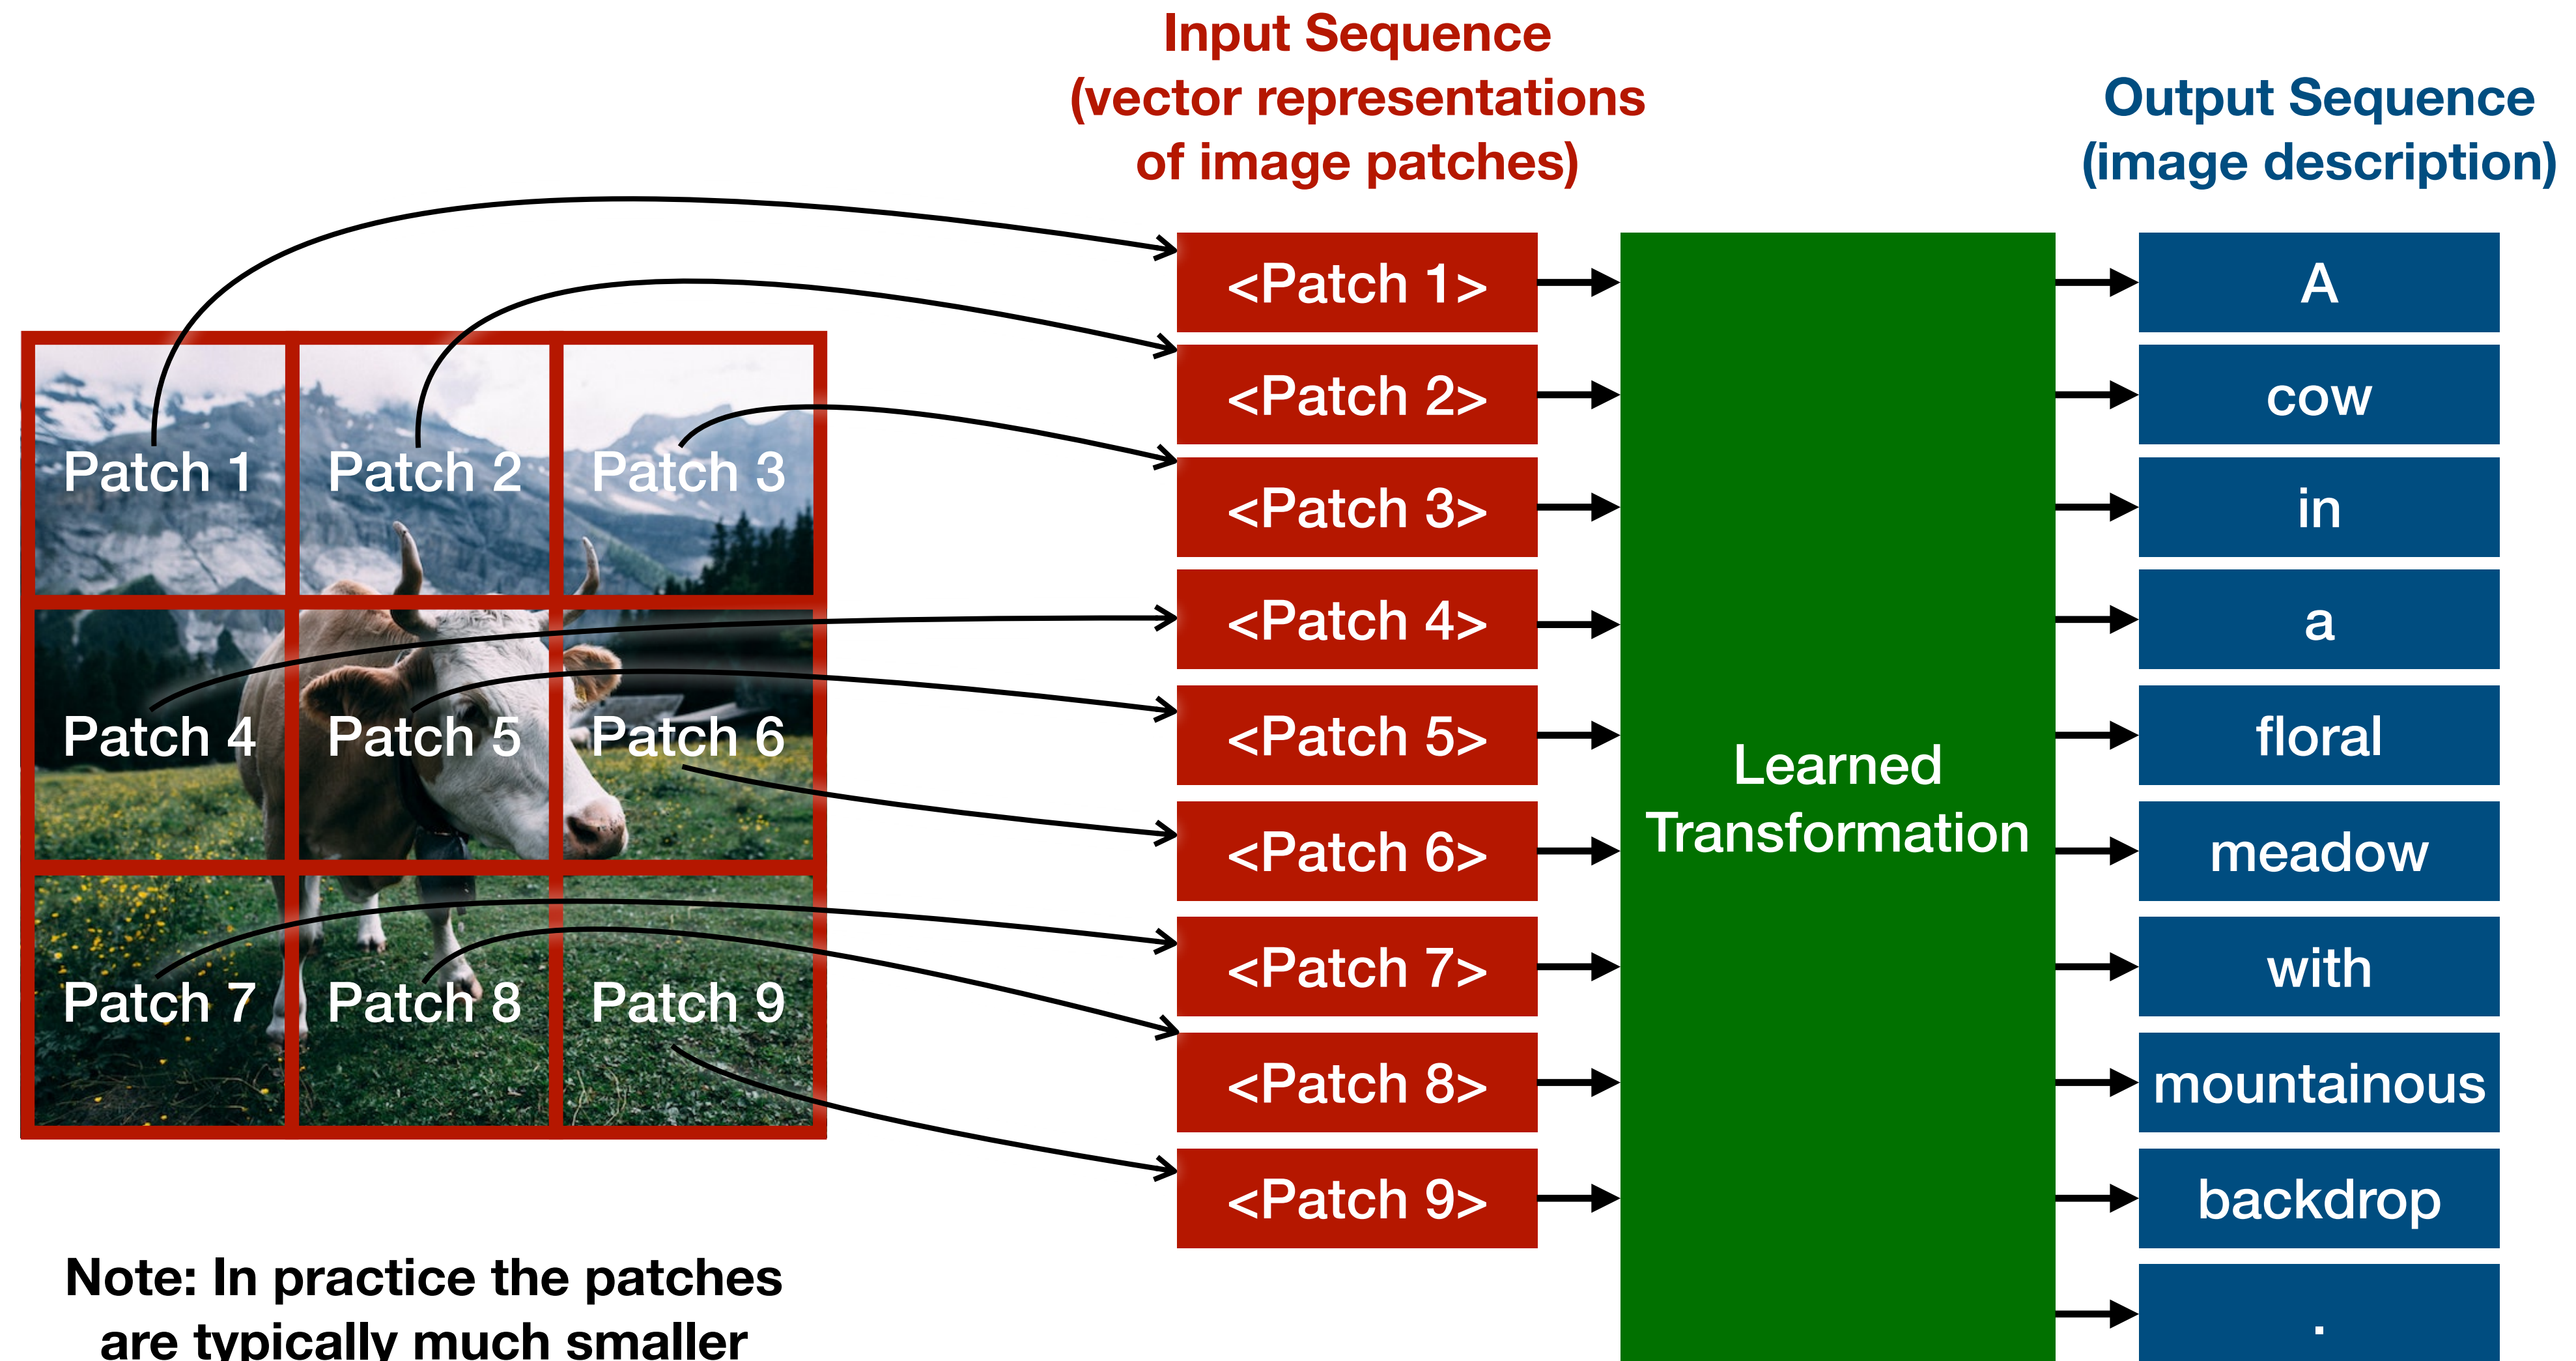 Input Sequence
(vector representations
of image patches)
Output Sequence
(image description)
Patch 1
Patch 2
Patch 3
Patch 4
Patch 5
Patch 6
Patch 7
Patch 8
Patch 9
<Patch 1>
<Patch 2>
<Patch 3>
<Patch 4>
<Patch 5>
<Patch 6>
<Patch 7>
<Patch 8>
<Patch 9>
Learned
Transformation
A
cow
in
a
floral
meadow
with
mountainous
backdrop
.
Note: In practice the patches
are typically much smaller